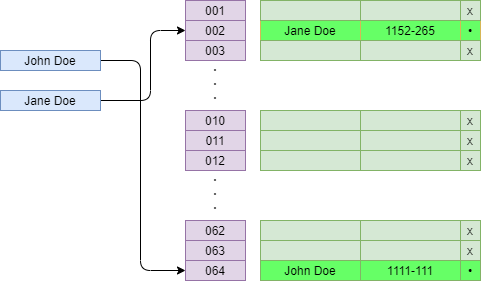 001 x
002 Jane Doe 1152-265 •
003 x
John Doe
Jane Doe
010 x
011 x
012 x
062 x
063 x
064 John Doe 1111-111 •